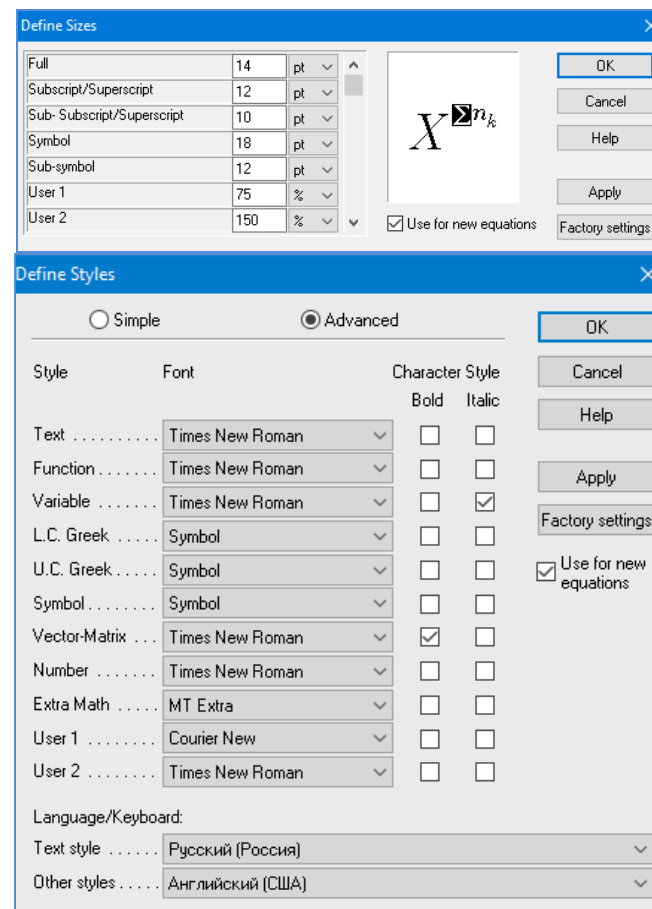 Define Sizes
Full 14 pt OK
Subscript/Superscript 12 pt Cancel
Sub- Subscript/Superscript 10 pt Help
Symbol 18 pt
Sub-symbol 12 pt
User 1 75 % Apply
User 2 150 % Use for new equations Factory settings
X Σ n k
Define Styles
Simple Advanced OK
Style Font Character Style Cancel
Bold Italic Help
Text . . . . . . . . . . Times New Roman
Function . . . . . . . Times New Roman Apply
Variable . . . . . . . Times New Roman Factory settings
L.C. Greek . . . . . Symbol
U.C. Greek . . . . . Symbol Use for new
equations
Symbol . . . . . . . . Symbol
Vector-Matrix . . . Times New Roman
Number . . . . . . . Times New Roman
Extra Math . . . . . MT Extra
User 1 . . . . . . . . Courier New
User 2 . . . . . . . . Times New Roman
Language/Keyboard:
Text style . . . . . . Русский (Россия)
Other styles . . . . . Английский (США)